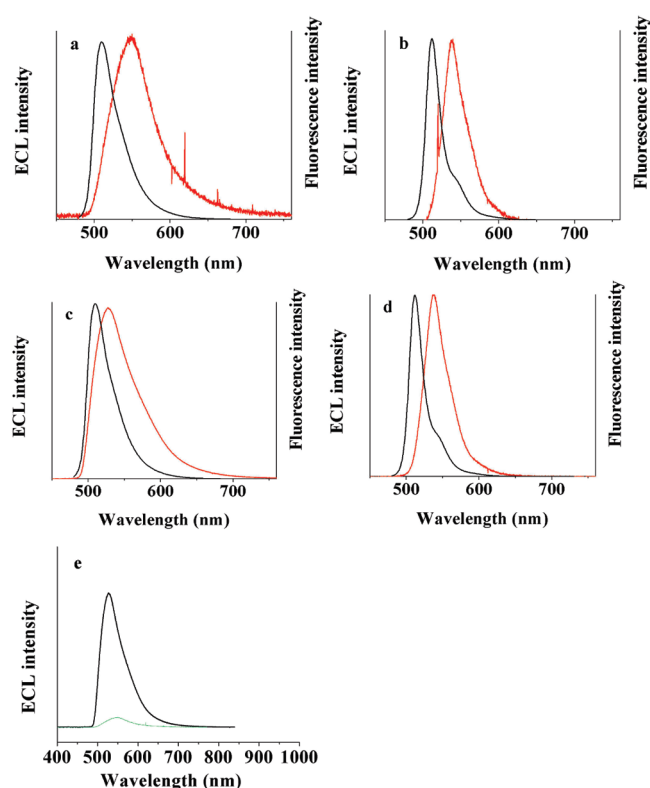 a
b
ECL intensity
Fluorescence intensity
ECL intensity
Fluorescence intensity
500 600 700
500 600 700
Wavelength (nm)
Wavelength (nm)
c
d
ECL intensity
Fluorescence intensity
ECL intensity
Fluorescence intensity
500 600 700
500 600 700
Wavelength (nm)
Wavelength (nm)
e
ECL intensity
400 500 600 700 800 900 1000
Wavelength (nm)